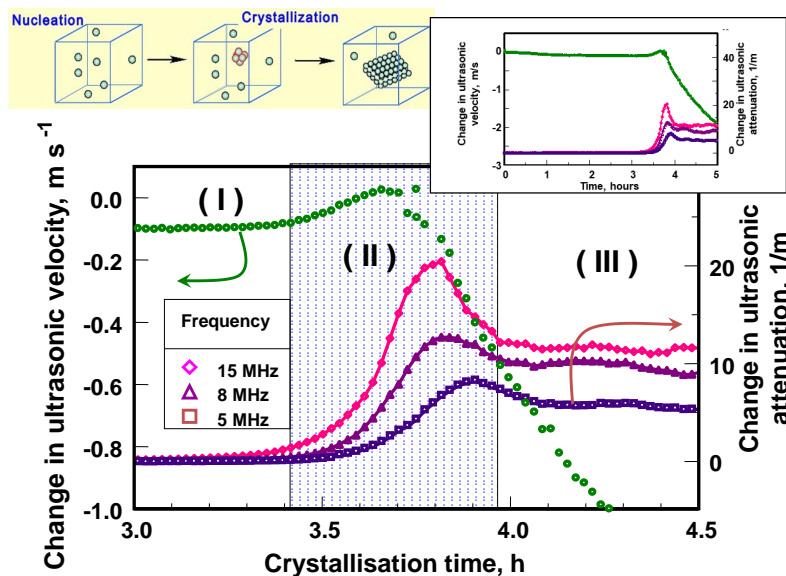 Nucleation
Crystallization
Change in ultrasonic
velocity, m/s
0
-1
-2
-3
40
20
0
Change in ultrasonic
attenuation, 1/m
0 1 2 3 4 5
Time, hours
Change in ultrasonic velocity, m s -1
0.0
-0.2
-0.4
-0.6
-0.8
-1.0
( I )
( II )
( III )
Frequency
15 MHz
8 MHz
5 MHz
20
10
0
Change in ultrasonic
attenuation, 1/m
3.0 3.5 4.0 4.5
Crystallisation time, h